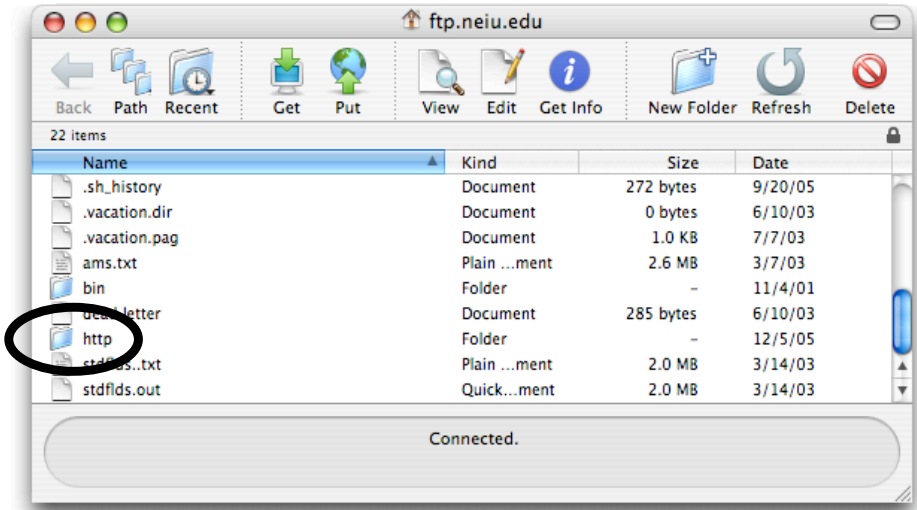 ftp.neiu.edu
Back Path Recent Get Put View Edit Get Info New Folder Refresh Delete
22 items
Name Kind Size Date
.sh_history Document 272 bytes 9/20/05
.vacation.dir Document 0 bytes 6/10/03
.vacation.pag Document 1.0 KB 7/7/03
ams.txt Plain ...ment 2.6 MB 3/7/03
bin Folder – 11/4/01
dead.letter Document 285 bytes 6/10/03
http Folder – 12/5/05
stdflds..txt Plain ...ment 2.0 MB 3/14/03
stdflds.out Quick...ment 2.0 MB 3/14/03
Connected.